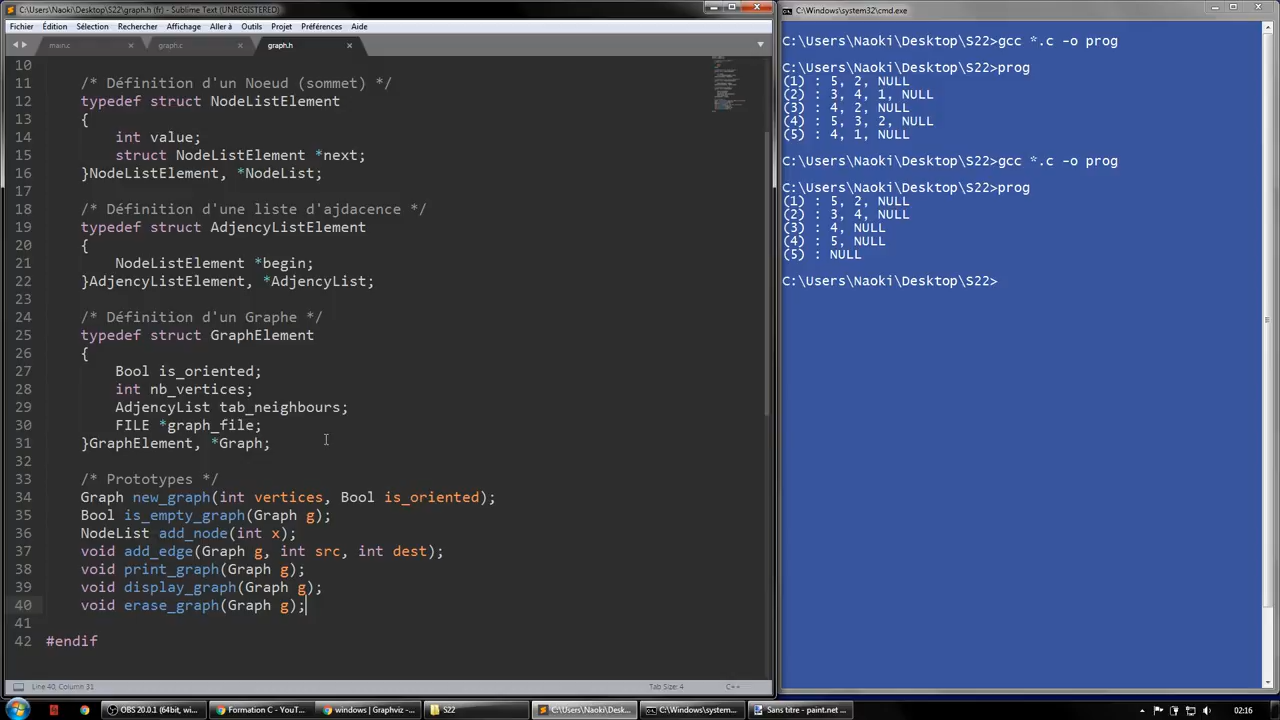 C:\Users\Naoki\Desktop\S22\graph.h (fr) - Sublime Text (UNREGISTERED)
Fichier Édition Sélection Rechercher Affichage Aller à Outils Projet Préférences Aide
main.c graph.c graph.h
10
11 /* Définition d'un Noeud (sommet) */
12 typedef struct NodeListElement
13 {
14 int value;
15 struct NodeListElement *next;
16 }NodeListElement, *NodeList;
17
18 /* Définition d'une liste d'ajdacence */
19 typedef struct AdjencyListElement
20 {
21 NodeListElement *begin;
22 }AdjencyListElement, *AdjencyList;
23
24 /* Définition d'un Graphe */
25 typedef struct GraphElement
26 {
27 Bool is_oriented;
28 int nb_vertices;
29 AdjencyList tab_neighbours;
30 FILE *graph_file;
31 }GraphElement, *Graph;
32
33 /* Prototypes */
34 Graph new_graph(int vertices, Bool is_oriented);
35 Bool is_empty_graph(Graph g);
36 NodeList add_node(int x);
37 void add_edge(Graph g, int src, int dest);
38 void print_graph(Graph g);
39 void display_graph(Graph g);
40 void erase_graph(Graph g);
41
42 #endif
Line 40, Column 31 Tab Size: 4 C++
C:\Windows\system32\cmd.exe
C:\Users\Naoki\Desktop\S22>gcc *.c -o prog
C:\Users\Naoki\Desktop\S22>prog
(1) : 5, 2, NULL
(2) : 3, 4, 1, NULL
(3) : 4, 2, NULL
(4) : 5, 3, 2, NULL
(5) : 4, 1, NULL
C:\Users\Naoki\Desktop\S22>gcc *.c -o prog
C:\Users\Naoki\Desktop\S22>prog
(1) : 5, 2, NULL
(2) : 3, 4, NULL
(3) : 4, NULL
(4) : 5, NULL
(5) : NULL
C:\Users\Naoki\Desktop\S22>
OBS 20.0.1 (64bit, wi... Formation C - YouT... windows | Graphviz -... S22 C:\Users\Naoki\Desk... C:\Windows\system... Sans titre - paint.net ... 02:16